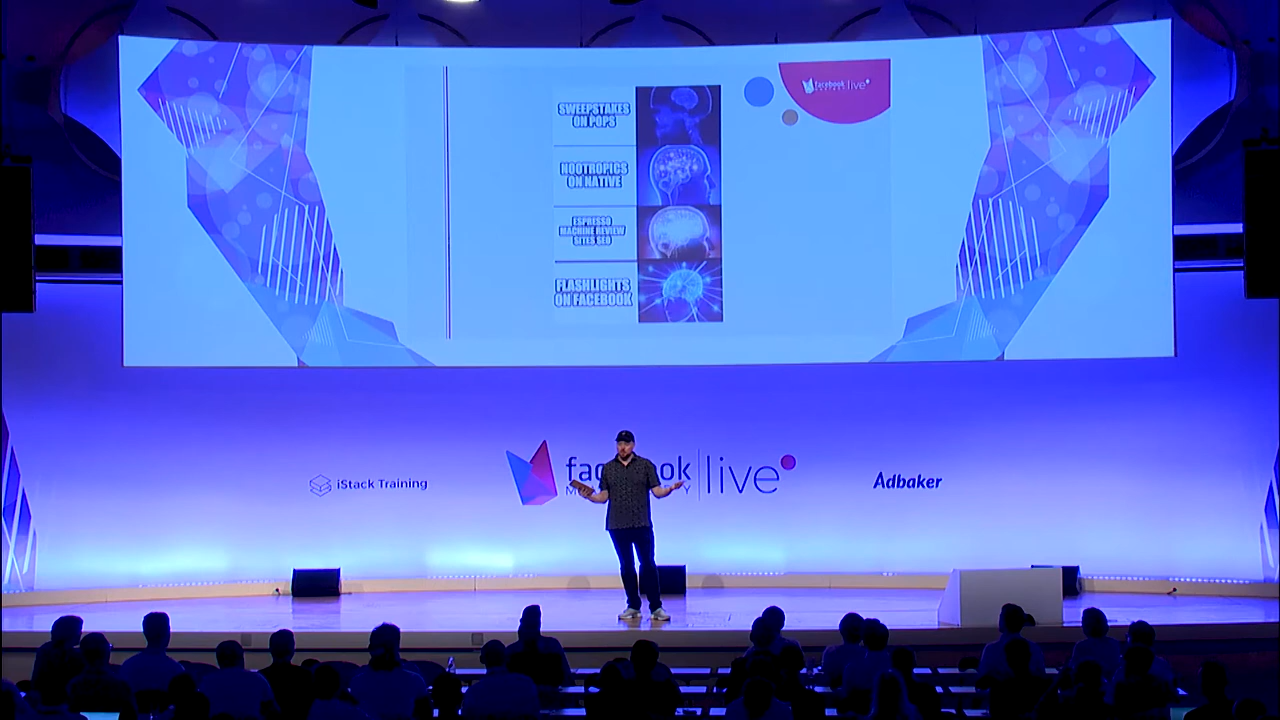 facebook live
SWEEPSTAKES
ON POPS
NOOTROPICS
ON NATIVE
ESPRESSO
MACHINE REVIEW
SITES SEO
FLASHLIGHTS
ON FACEBOOK
iStack Training
live
Adbaker